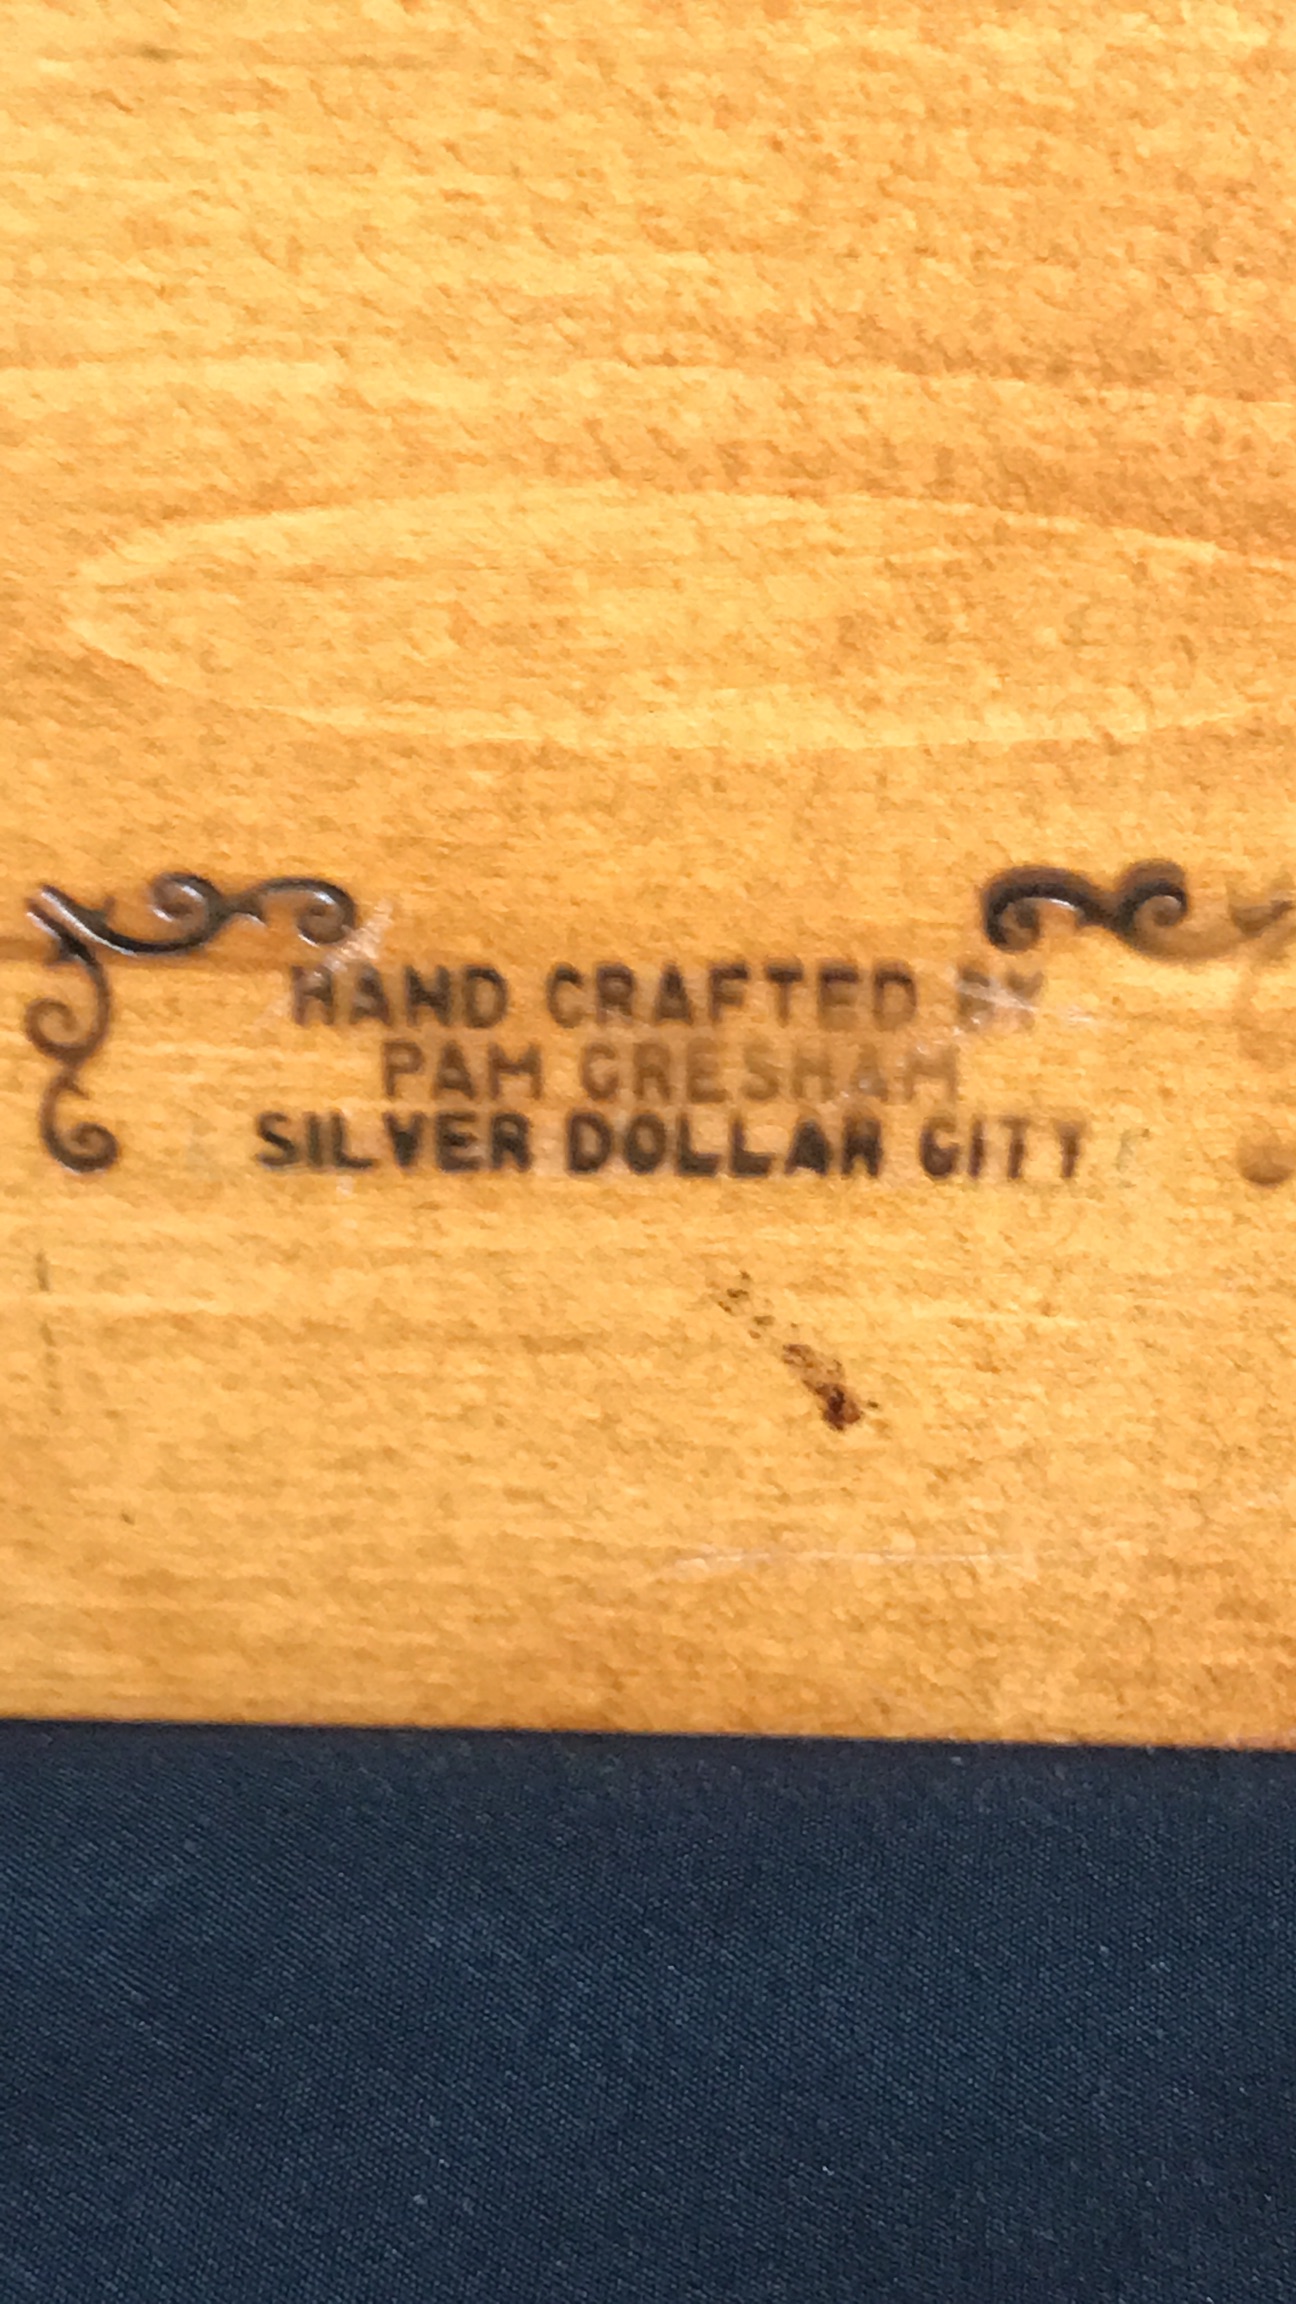 HAND CRAFTED BY
PAM GRESHAM
SILVER DOLLAR CITY